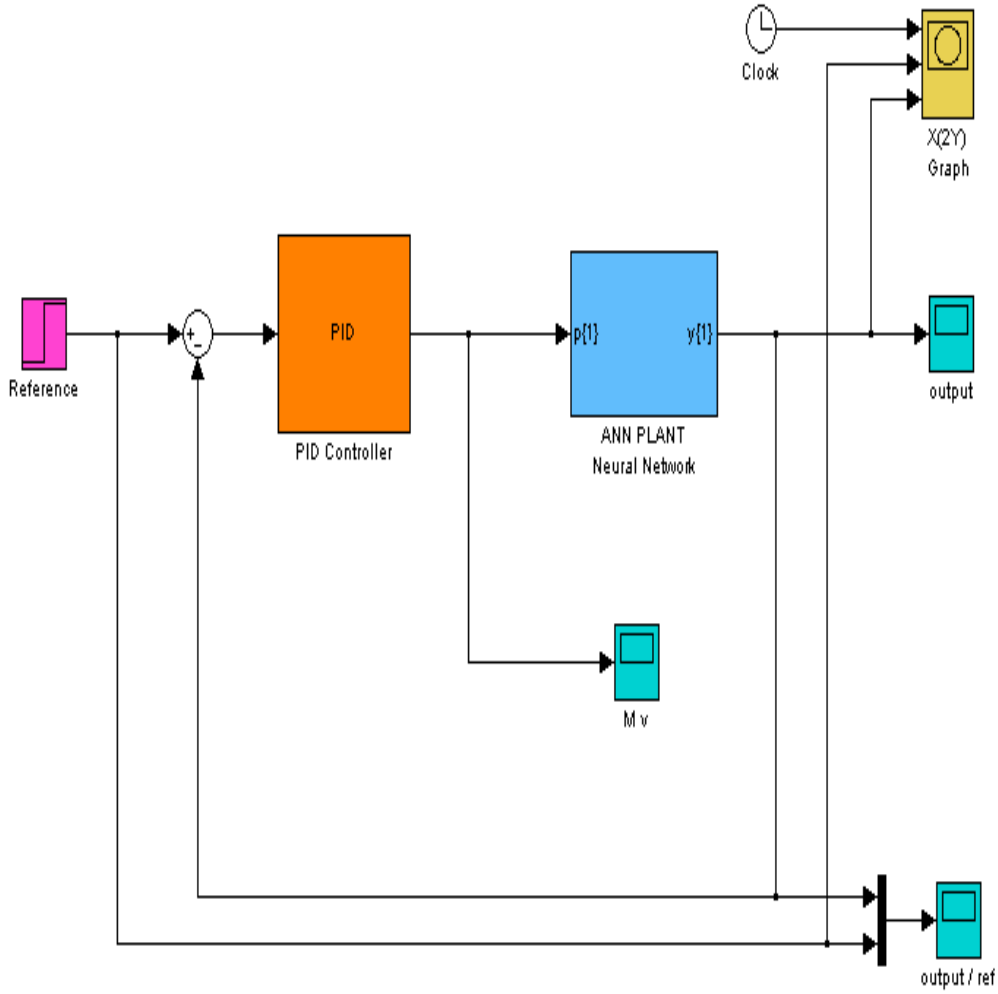 Clock
X(2Y)
Graph
Reference
+
−
PID
PID Controller
p{1}
y{1}
ANN PLANT
Neural Network
output
M v
output / ref